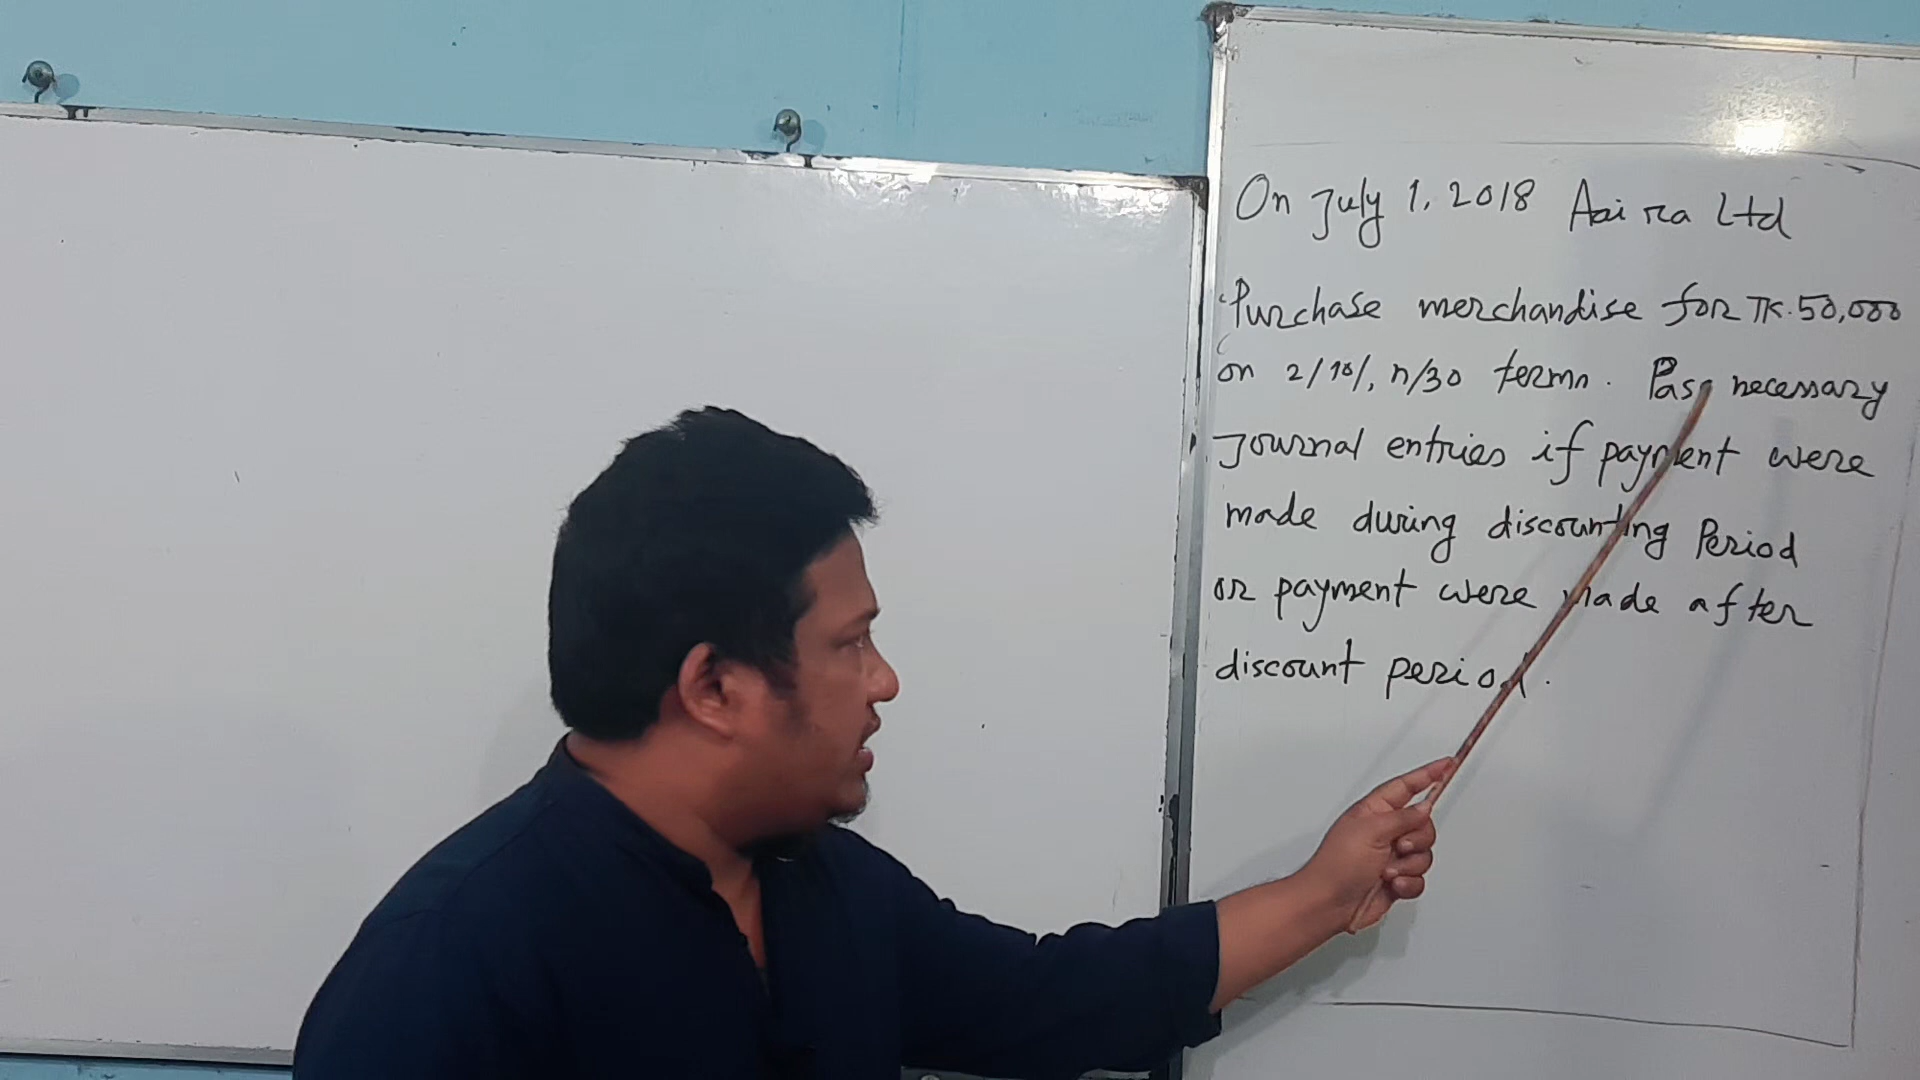 On July 1, 2018 Aaira Ltd
Purchase merchandise for TK. 50,000
on 2/10/, n/30 terms. Pass necessary
Journal entries if payment were
made during discounting Period
or payment were made after
discount period.